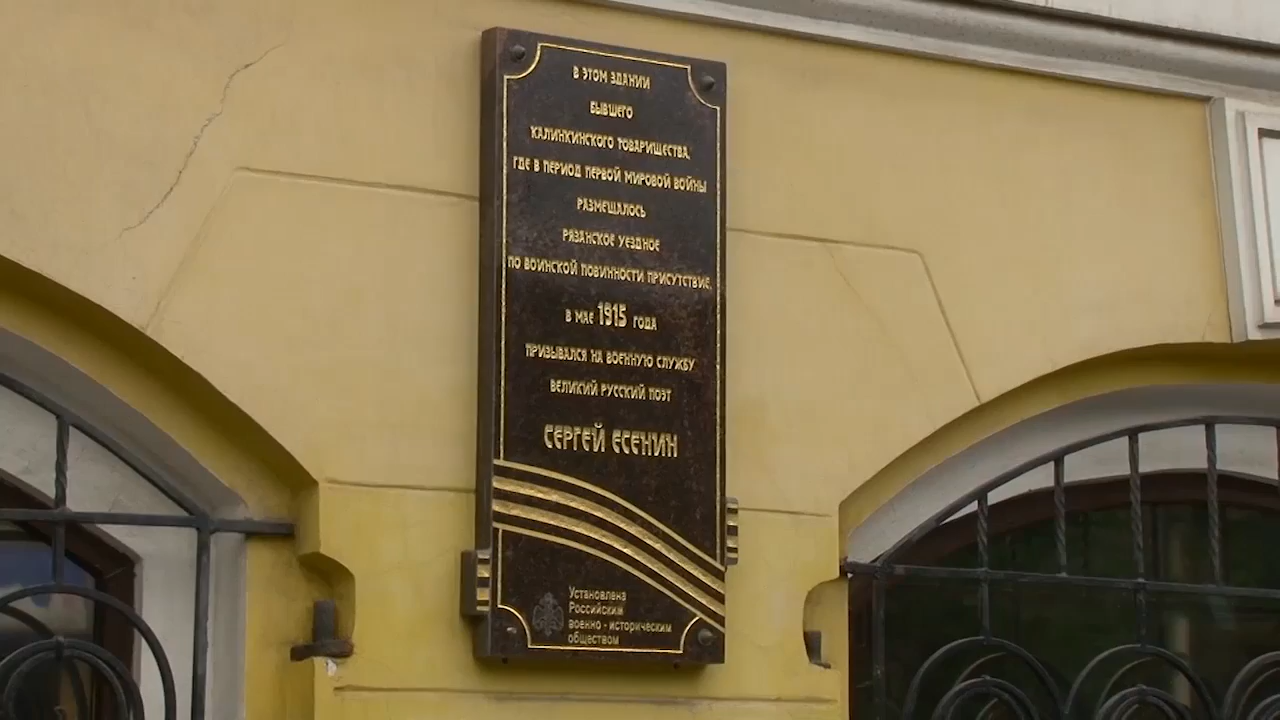 В ЭТОМ ЗДАНИИ
БЫВШЕГО
КАЛИНКИНСКОГО ТОВАРИЩЕСТВА,
ГДЕ В ПЕРИОД ПЕРВОЙ МИРОВОЙ ВОЙНЫ
РАЗМЕЩАЛОСЬ
РЯЗАНСКОЕ УЕЗДНОЕ
ПО ВОИНСКОЙ ПОВИННОСТИ ПРИСУТСТВИЕ,
В МАЕ 1915 ГОДА
ПРИЗЫВАЛСЯ НА ВОЕННУЮ СЛУЖБУ
ВЕЛИКИЙ РУССКИЙ ПОЭТ
СЕРГЕЙ ЕСЕНИН
Установлена
Российским
военно - историческим
обществом